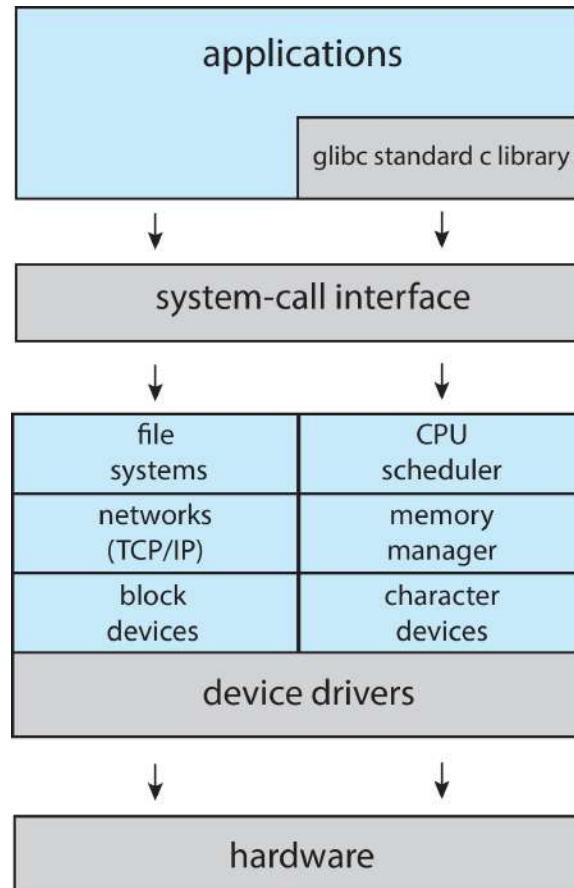 applications
glibc standard c library
system-call interface
file
systems
CPU
scheduler
networks
(TCP/IP)
memory
manager
block
devices
character
devices
device drivers
hardware